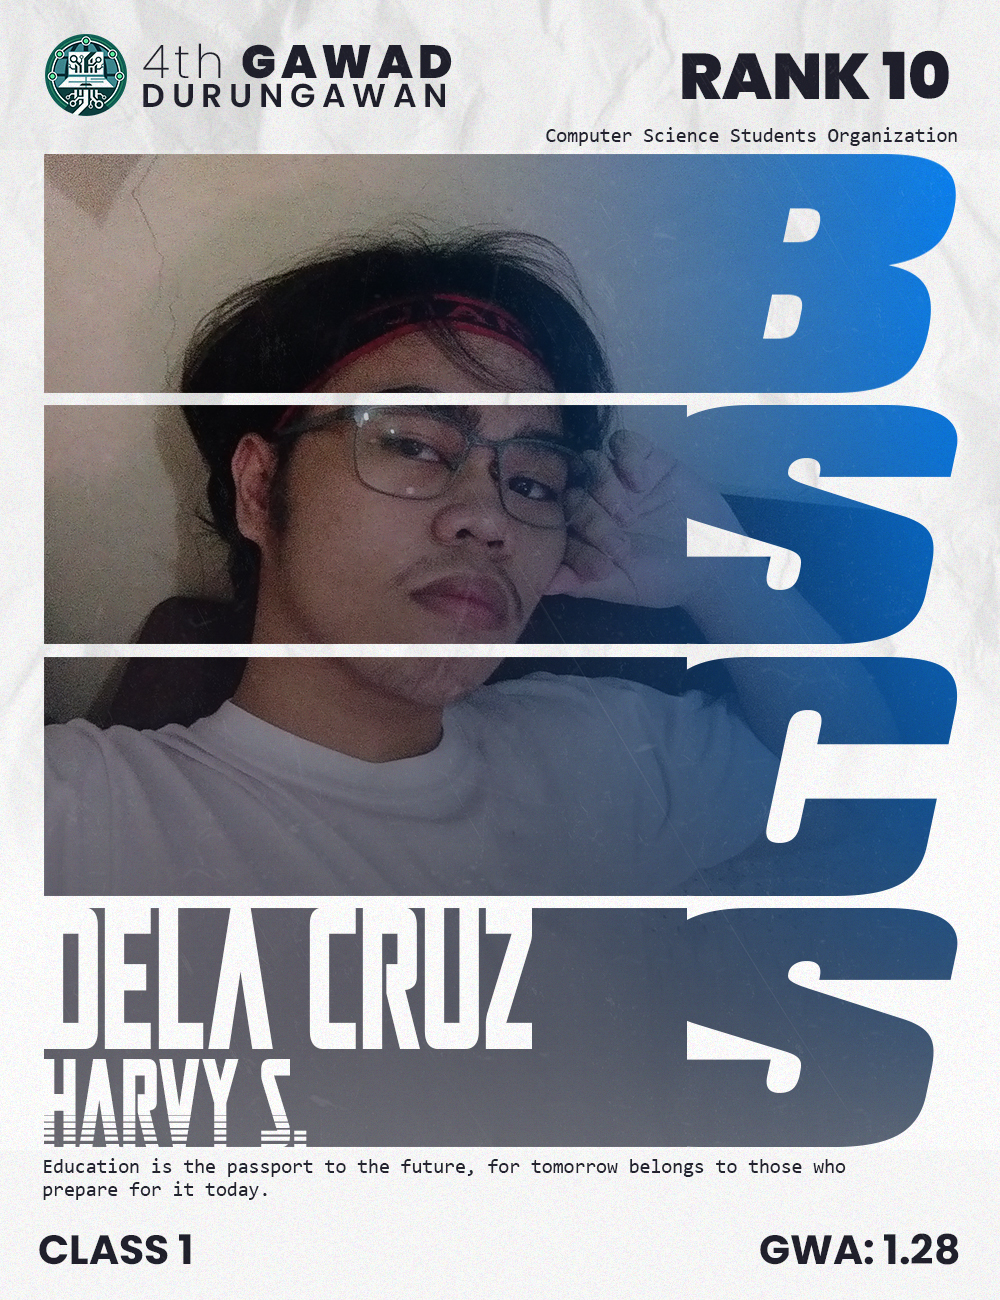 4th GAWAD
DURUNGAWAN
RANK 10
Computer Science Students Organization
B
S
C
S
DELA CRUZ
HARVY S.
Education is the passport to the future, for tomorrow belongs to those who
prepare for it today.
CLASS 1
GWA: 1.28